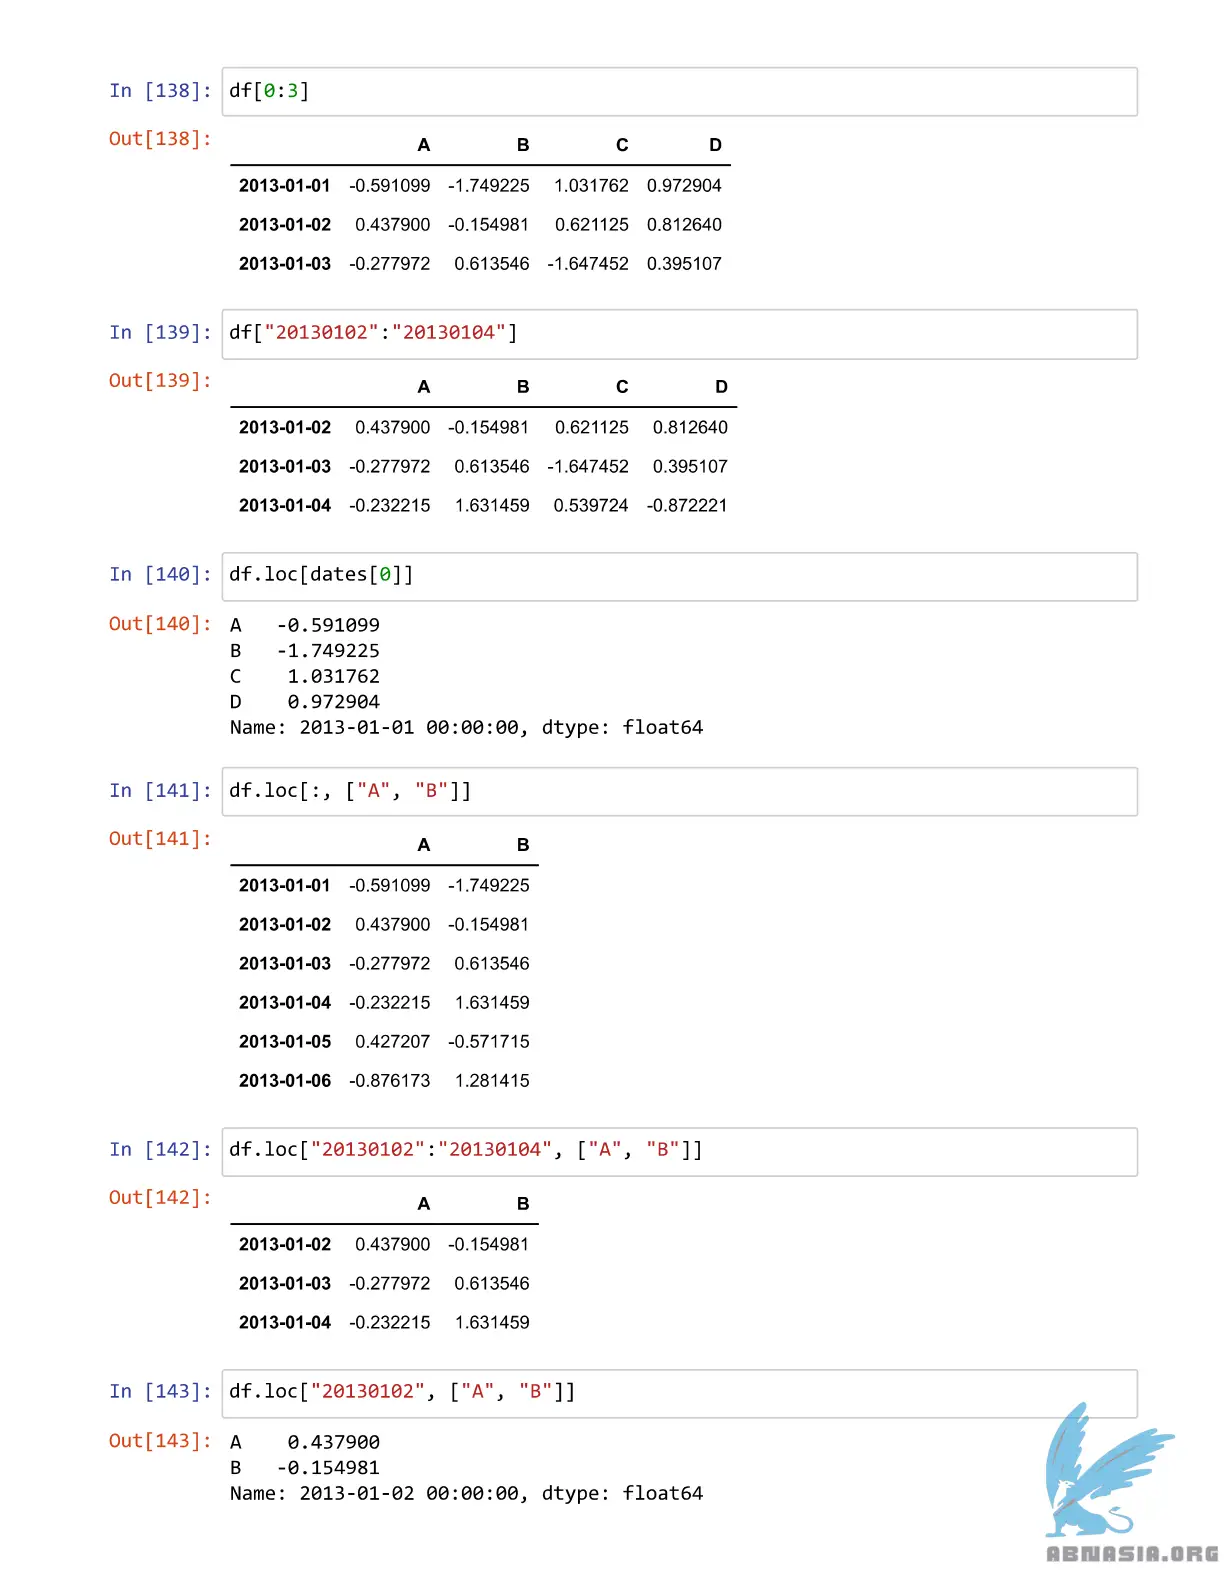 In [138]: df[0:3]
Out[138]:
A B C D
2013-01-01 -0.591099 -1.749225 1.031762 0.972904
2013-01-02 0.437900 -0.154981 0.621125 0.812640
2013-01-03 -0.277972 0.613546 -1.647452 0.395107
In [139]: df["20130102":"20130104"]
Out[139]:
A B C D
2013-01-02 0.437900 -0.154981 0.621125 0.812640
2013-01-03 -0.277972 0.613546 -1.647452 0.395107
2013-01-04 -0.232215 1.631459 0.539724 -0.872221
In [140]: df.loc[dates[0]]
Out[140]: A -0.591099
B -1.749225
C 1.031762
D 0.972904
Name: 2013-01-01 00:00:00, dtype: float64
In [141]: df.loc[:, ["A", "B"]]
Out[141]:
A B
2013-01-01 -0.591099 -1.749225
2013-01-02 0.437900 -0.154981
2013-01-03 -0.277972 0.613546
2013-01-04 -0.232215 1.631459
2013-01-05 0.427207 -0.571715
2013-01-06 -0.876173 1.281415
In [142]: df.loc["20130102":"20130104", ["A", "B"]]
Out[142]:
A B
2013-01-02 0.437900 -0.154981
2013-01-03 -0.277972 0.613546
2013-01-04 -0.232215 1.631459
In [143]: df.loc["20130102", ["A", "B"]]
Out[143]: A 0.437900
B -0.154981
Name: 2013-01-02 00:00:00, dtype: float64
ABNASIA.ORG